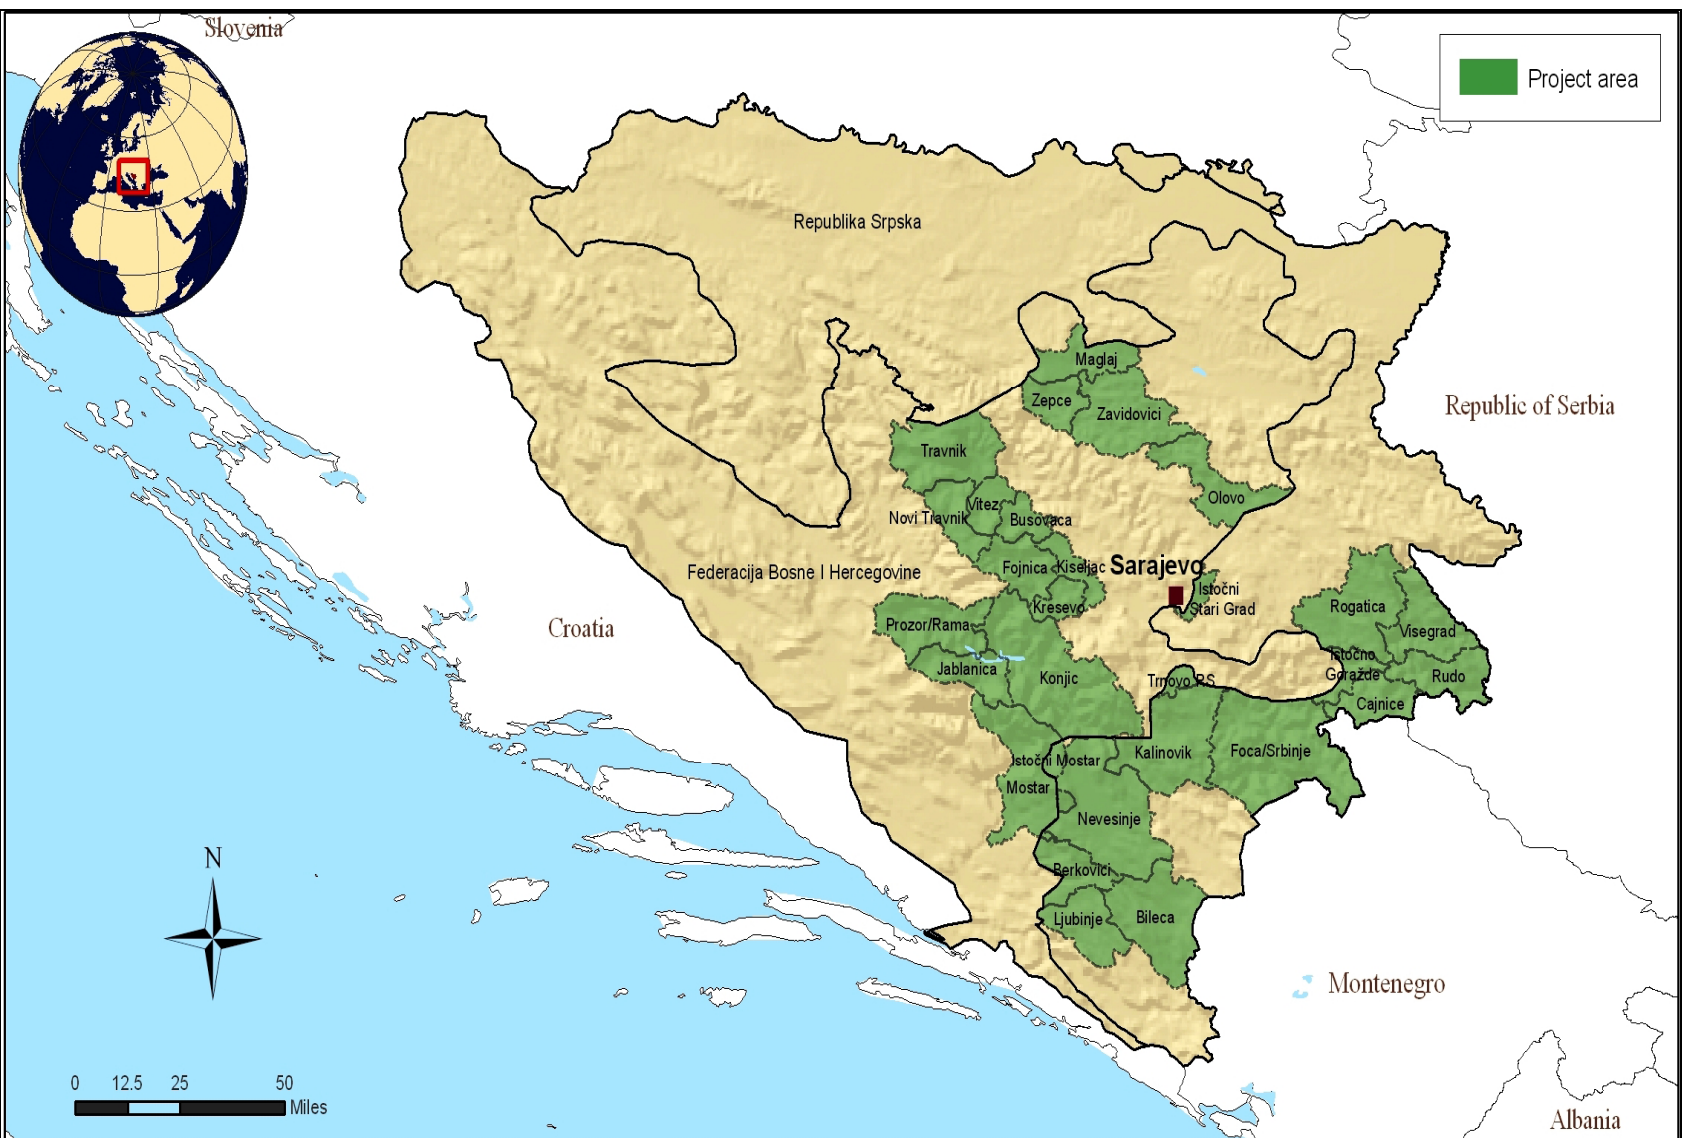 Slovenia
Project area
Republika Srpska
Maglaj
Zepce
Zavidovici
Republic of Serbia
Travnik
Olovo
Vitez
Novi Travnik
Busovaca
Federacija Bosne I Hercegovine
Fojnica
Kiseljac
Sarajevo
Istočni
Stari Grad
Kresevo
Rogatica
Croatia
Prozor/Rama
Visegrad
Jablanica
Konjic
Trnovo RS
Istočno
Goražde
Rudo
Cajnice
Istočni Mostar
Kalinovik
Foca/Srbinje
Mostar
Nevesinje
N
Berkovici
Ljubinje
Bileca
Montenegro
0 12.5 25 50
Miles
Albania